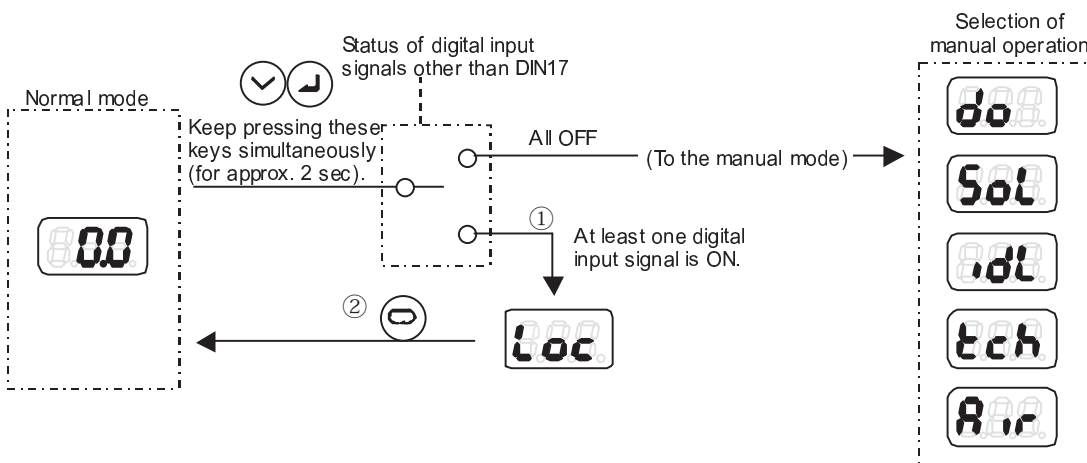 Selection of
manual operation
Status of digital input
signals other than DIN17
Normal mode
Keep pressing these
keys simultaneously
(for approx. 2 sec).
All OFF
(To the manual mode)
do
SoL
0.0
①
At least one digital
input signal is ON.
idL
②
Loc
tch
Air